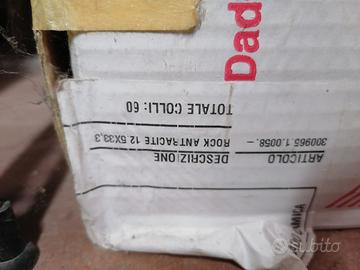 Dad
TOTALE COLLI: 60
ROCK ANTRACITE 12 5X33,3
DESCRIZIONE
300965.1.0058.-
ARTICOLO
subito